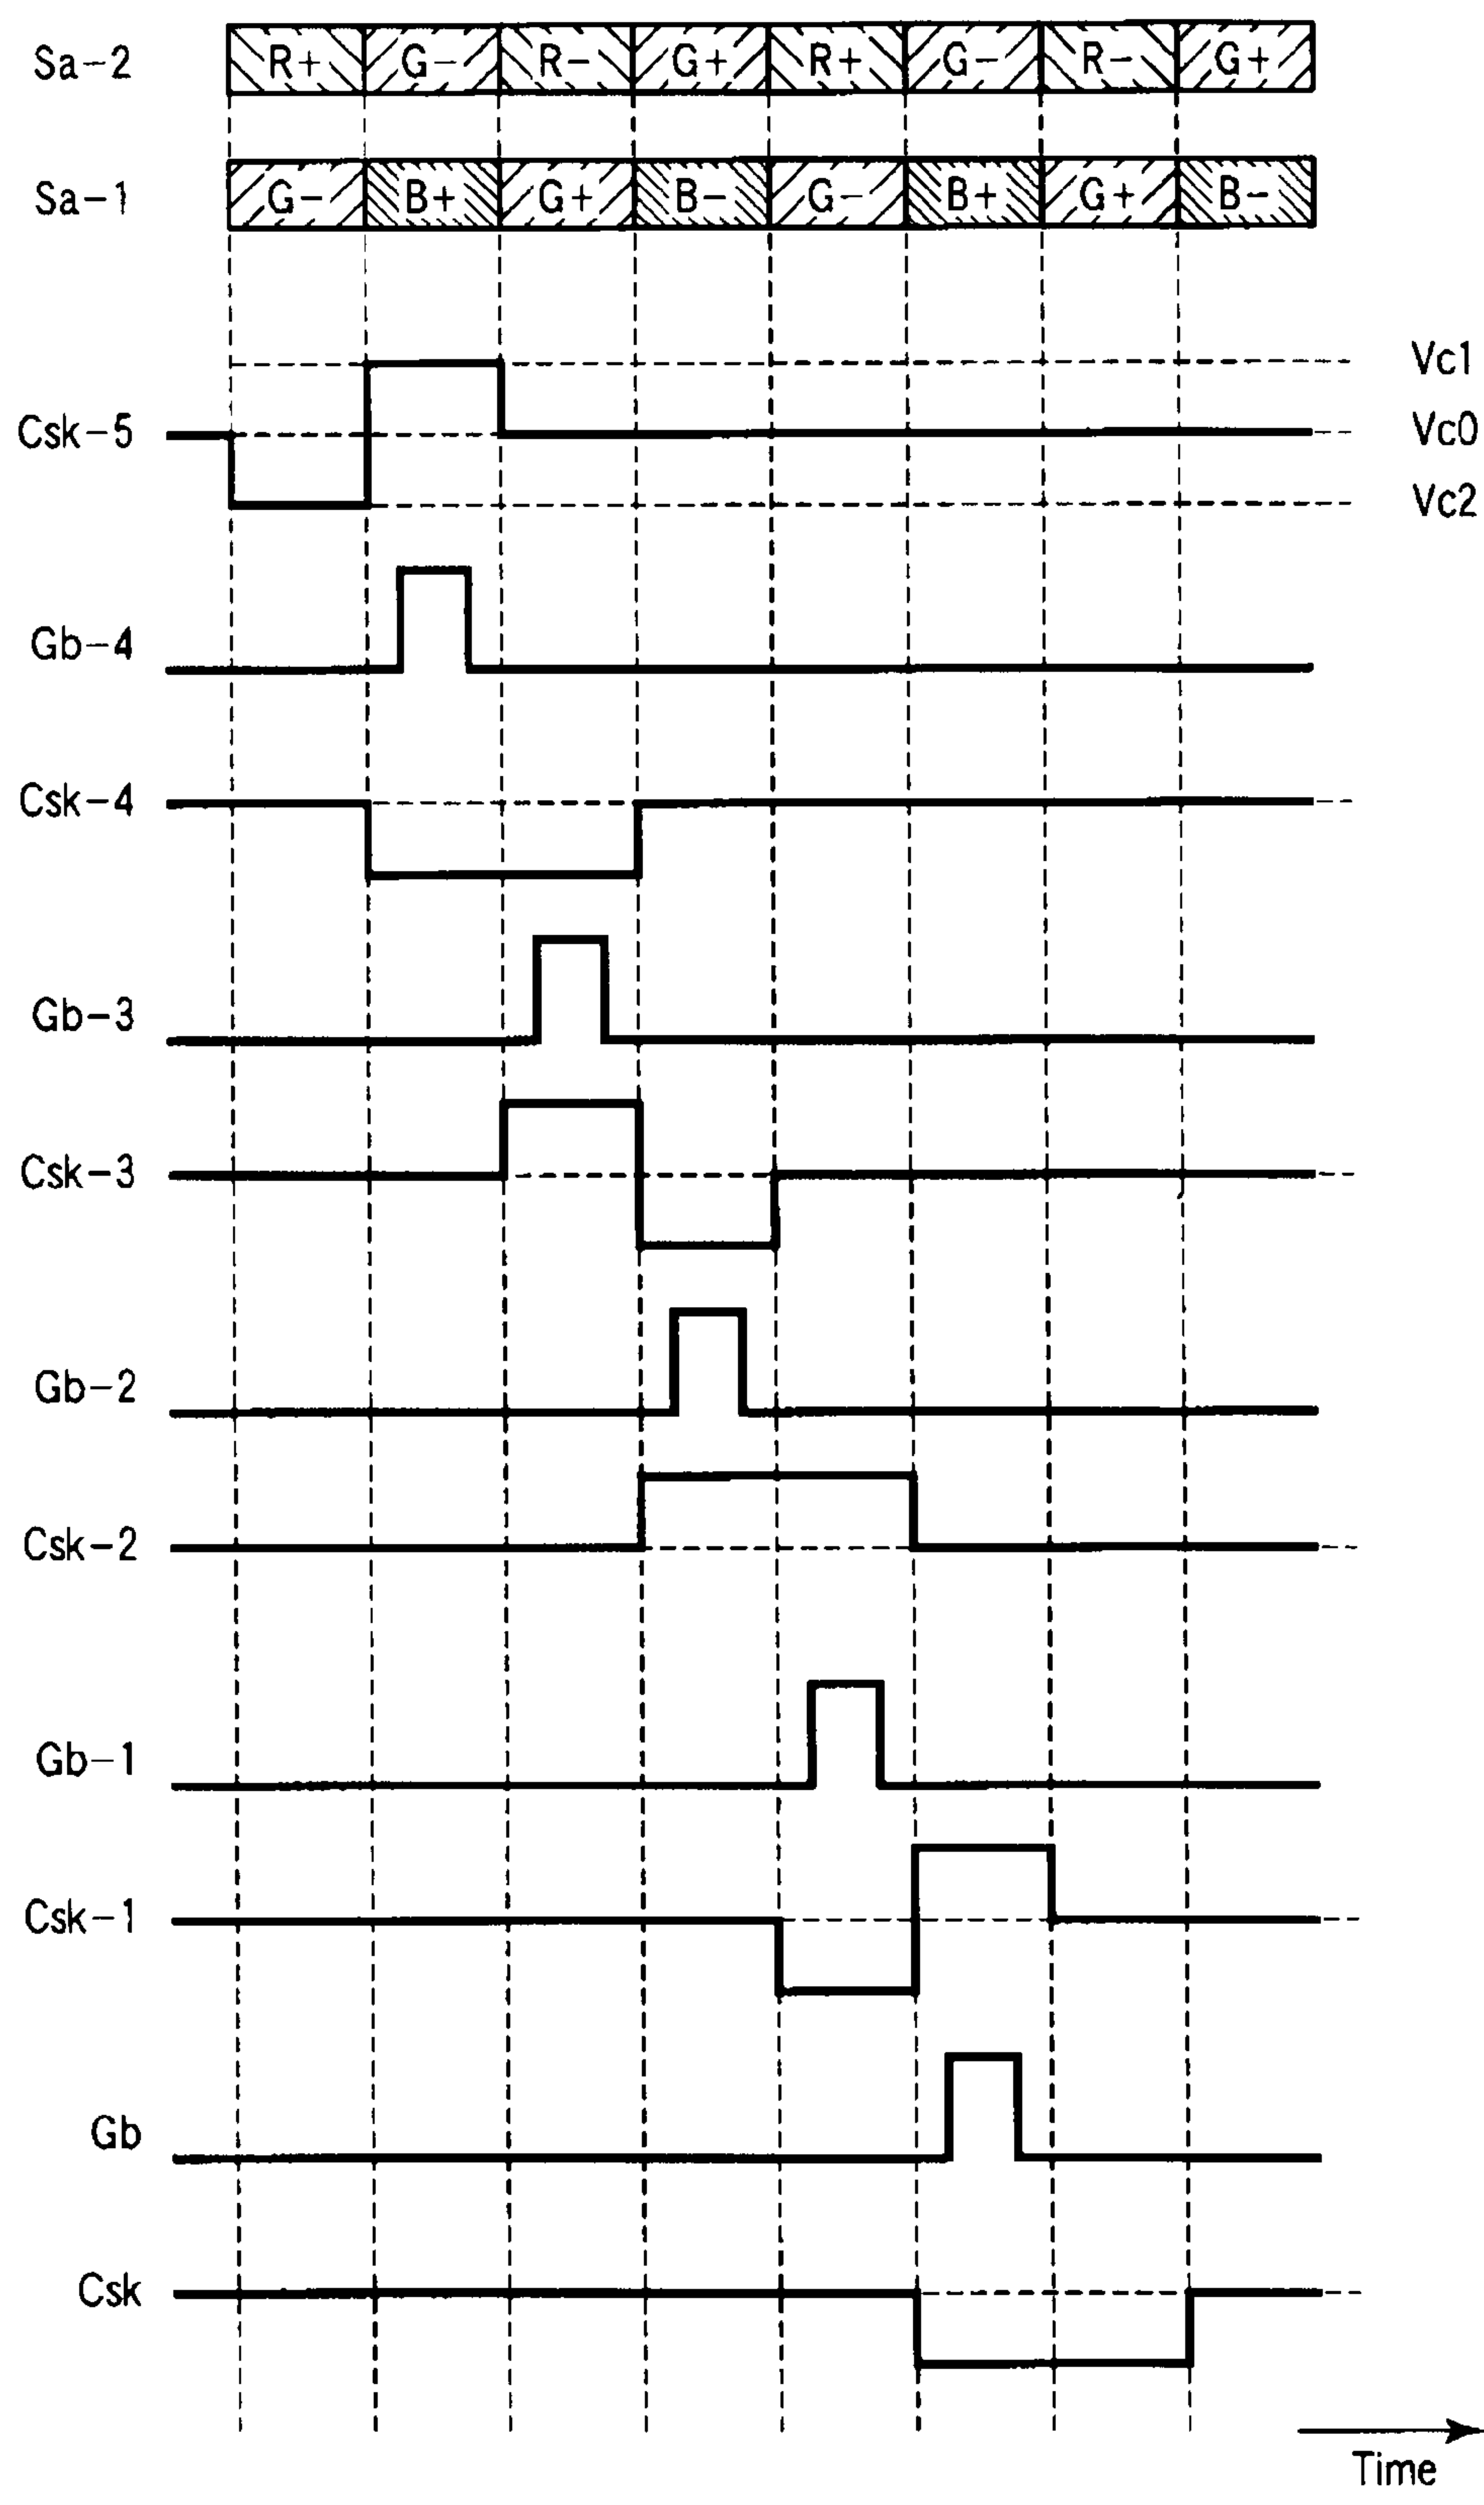 Sa-2 R+ G- R- G+ R+ G- R- G+
Sa-1 G- B+ G+ B- G- B+ G+ B-
Vc1
Csk-5 Vc0
Vc2
Gb-4
Csk-4
Gb-3
Csk-3
Gb-2
Csk-2
Gb-1
Csk-1
Gb
Csk
Time